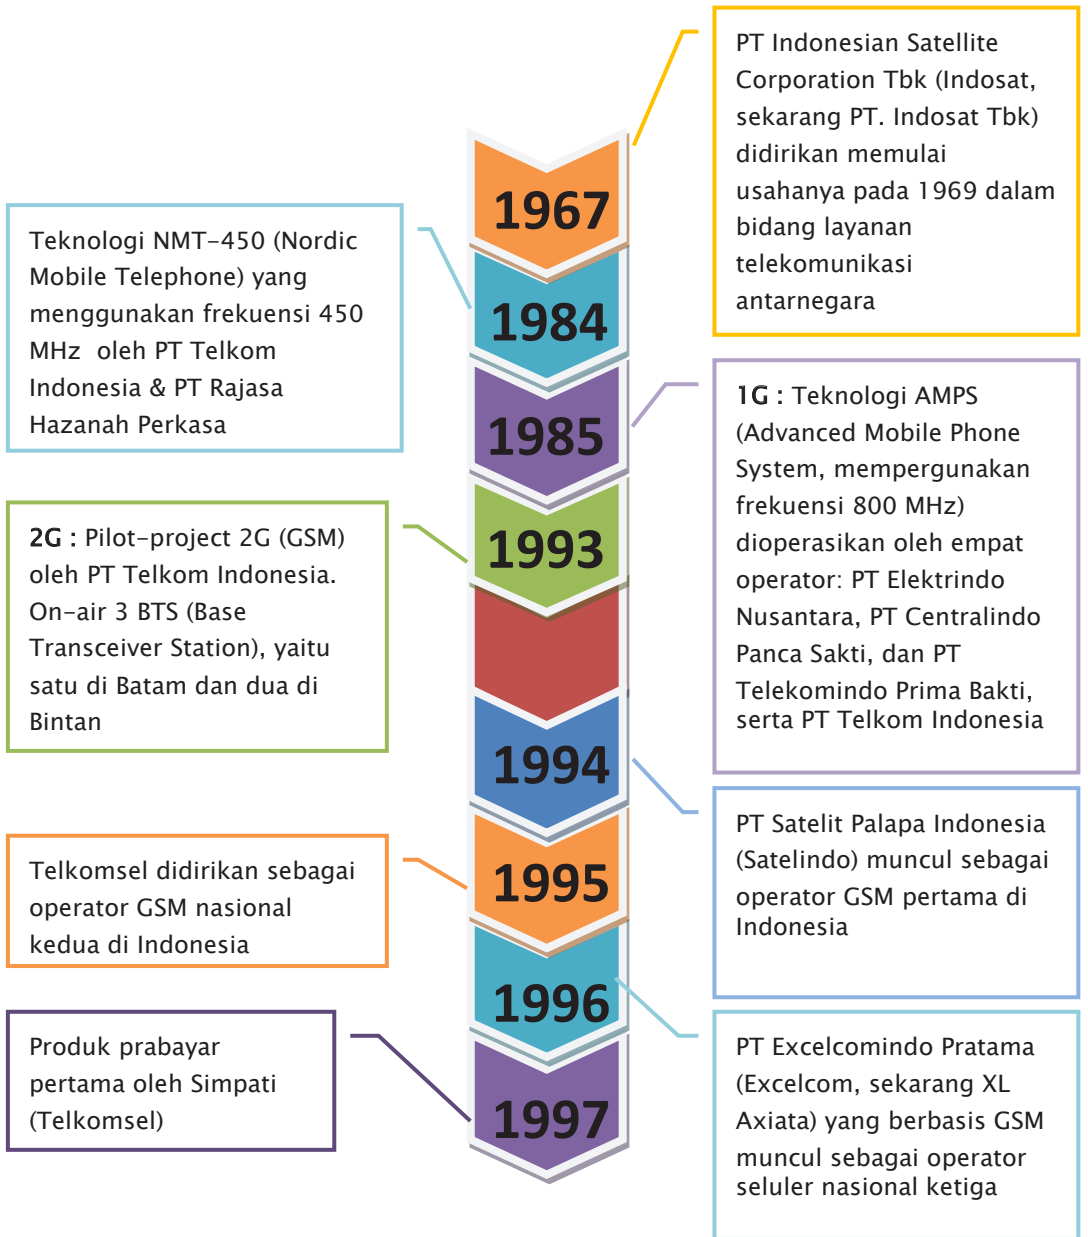 PT Indonesian Satellite
Corporation Tbk (Indosat,
sekarang PT. Indosat Tbk)
didirikan memulai
usahanya pada 1969 dalam
bidang layanan
telekomunikasi
antarnegara
1967
Teknologi NMT-450 (Nordic
Mobile Telephone) yang
menggunakan frekuensi 450
MHz  oleh PT Telkom
Indonesia & PT Rajasa
Hazanah Perkasa
1984
1985
1G : Teknologi AMPS
(Advanced Mobile Phone
System, mempergunakan
frekuensi 800 MHz)
dioperasikan oleh empat
operator: PT Elektrindo
Nusantara, PT Centralindo
Panca Sakti, dan PT
Telekomindo Prima Bakti,
serta PT Telkom Indonesia
2G : Pilot-project 2G (GSM)
oleh PT Telkom Indonesia.
On-air 3 BTS (Base
Transceiver Station), yaitu
satu di Batam dan dua di
Bintan
1993
1994
PT Satelit Palapa Indonesia
(Satelindo) muncul sebagai
operator GSM pertama di
Indonesia
Telkomsel didirikan sebagai
operator GSM nasional
kedua di Indonesia
1995
1996
PT Excelcomindo Pratama
(Excelcom, sekarang XL
Axiata) yang berbasis GSM
muncul sebagai operator
seluler nasional ketiga
Produk prabayar
pertama oleh Simpati
(Telkomsel)
1997